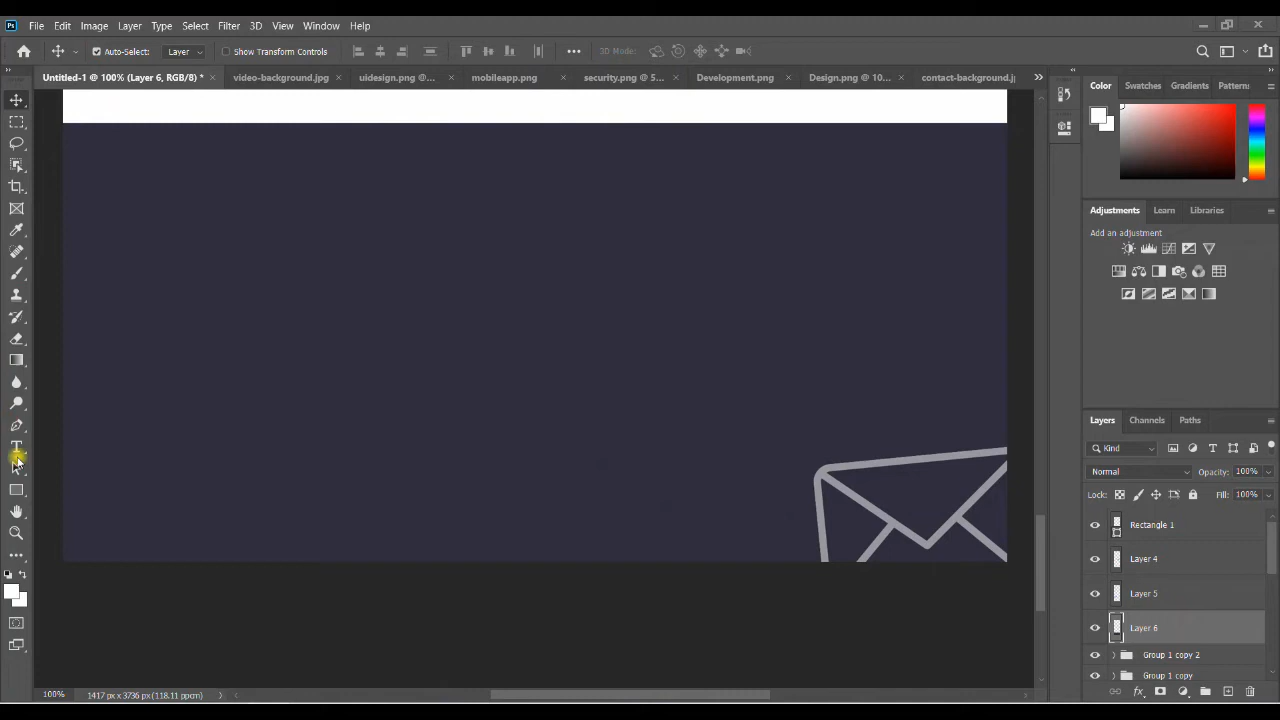 Ps File Edit Image Layer Type Select Filter 3D View Window Help
Auto-Select: Layer Show Transform Controls 3D Mode:
Untitled-1 @ 100% (Layer 6, RGB/8) * video-background.jpg uidesign.png @... mobileapp.png security.png @ 5... Development.png Design.png @ 10... contact-background.jp
Color Swatches Gradients Pattern
Adjustments Learn Libraries
Add an adjustment
Layers Channels Paths
Kind
Normal Opacity: 100%
Lock: Fill: 100%
Rectangle 1
Layer 4
Layer 5
Layer 6
Group 1 copy 2
Group 1 copy
100% 1417 px x 3736 px (118.11 ppcm)